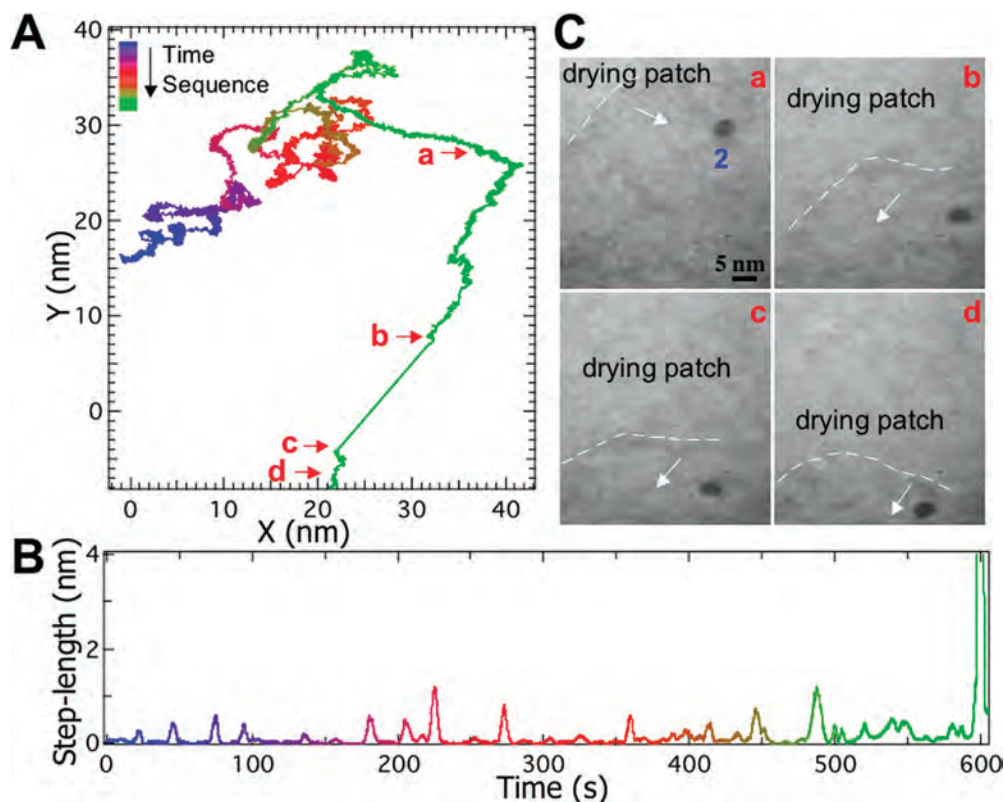 A
40
30
20
10
0
Y (nm)
Time
Sequence
a
b
c
d
0
10
20
30
40
X (nm)
C
drying patch
a
2
5 nm
drying patch
b
drying patch
c
drying patch
d
B
4
2
0
Step-length (nm)
0
100
200
300
400
500
600
Time (s)